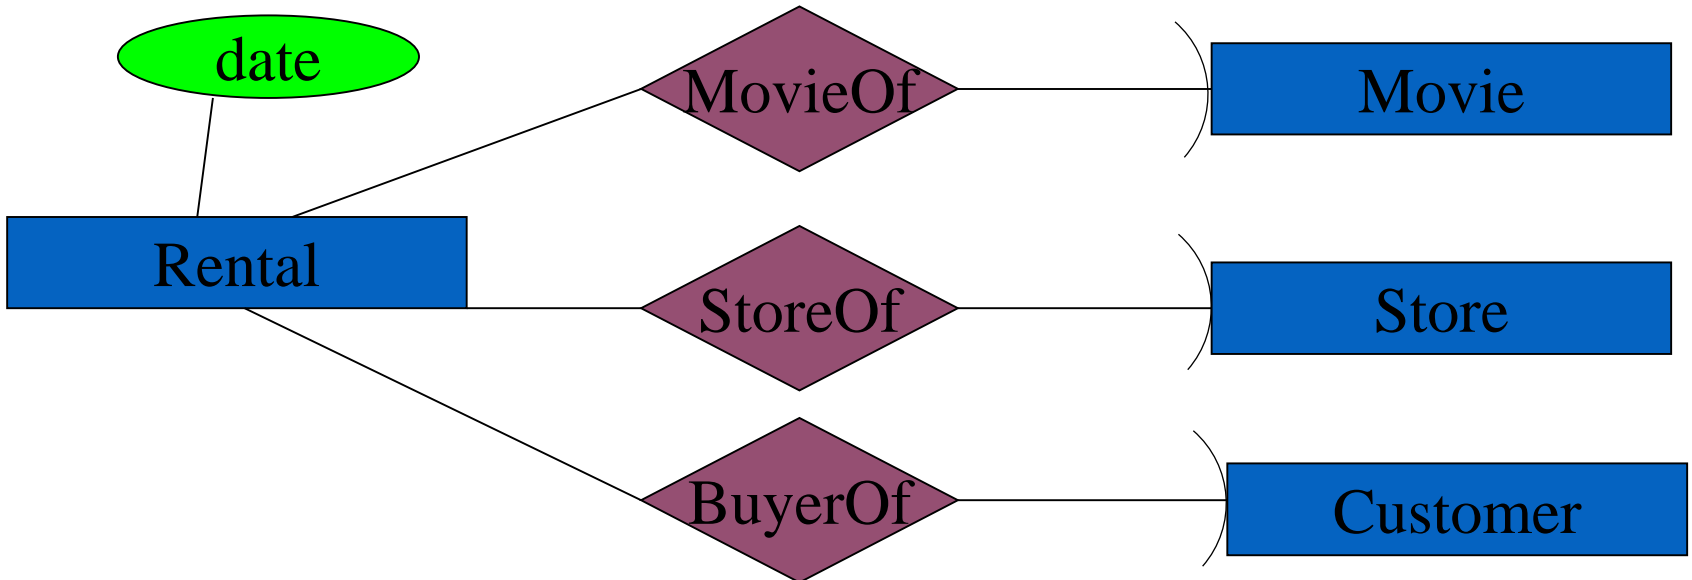 date
MovieOf
Movie
Rental
StoreOf
Store
BuyerOf
Customer